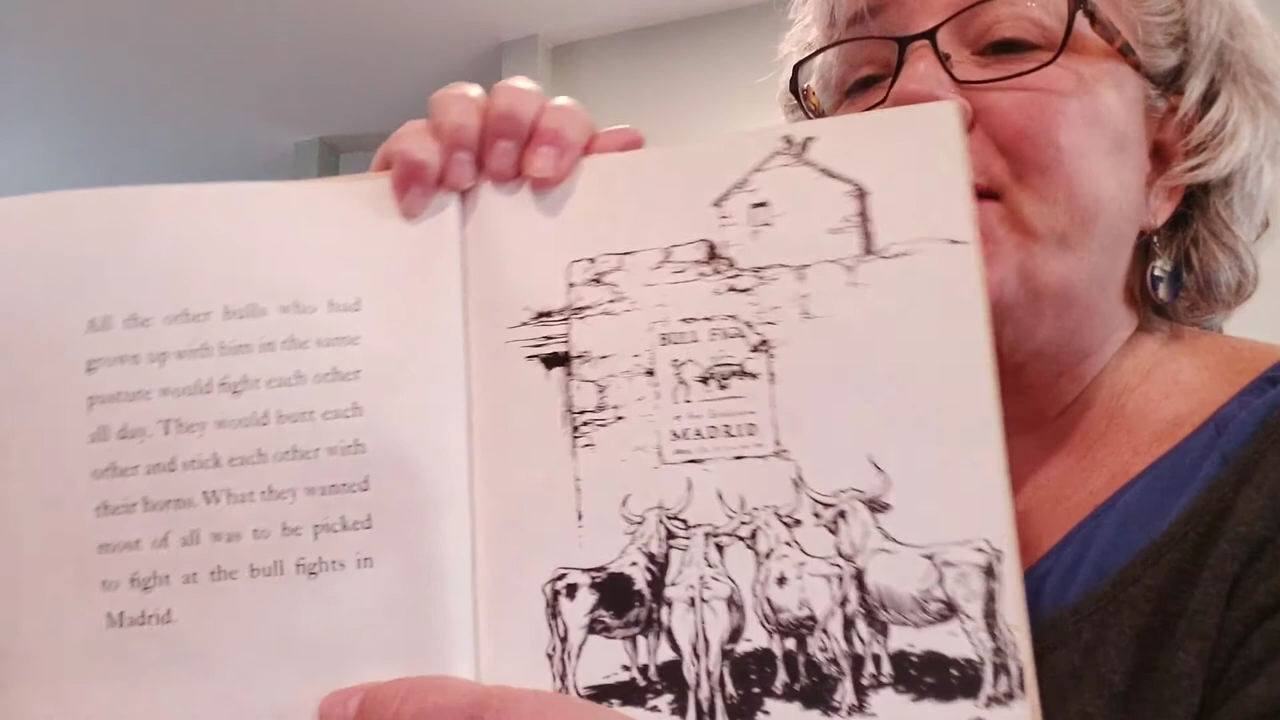 All the other bulls who had
grown up with him in the same
pasture would fight each other
all day. They would butt each
other and stick each other with
their horns. What they wanted
most of all was to be picked
to fight at the bull fights in
Madrid.
BULL
MADRID